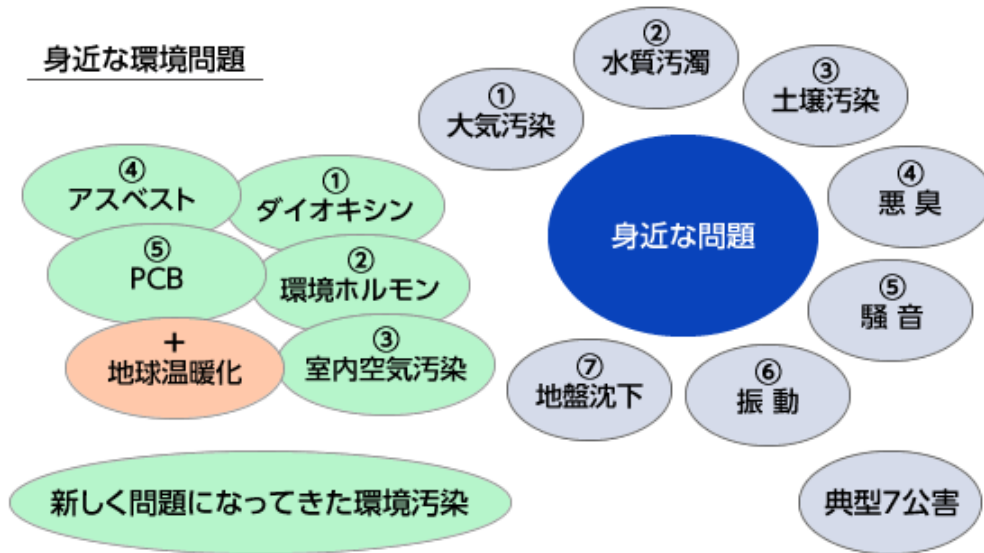 身近な環境問題
①
大気汚染
②
水質汚濁
③
土壌汚染
④
悪 臭
⑤
騒 音
⑥
振 動
⑦
地盤沈下
身近な問題
①
ダイオキシン
②
環境ホルモン
③
室内空気汚染
④
アスベスト
⑤
PCB
+
地球温暖化
新しく問題になってきた環境汚染
典型7公害